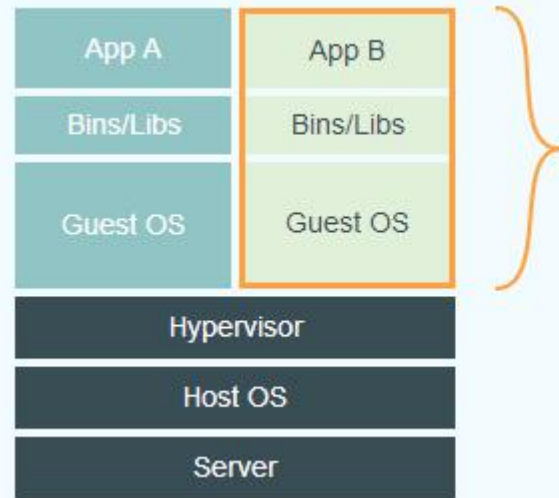 App A
App B
Bins/Libs
Bins/Libs
Guest OS
Guest OS
Hypervisor
Host OS
Server